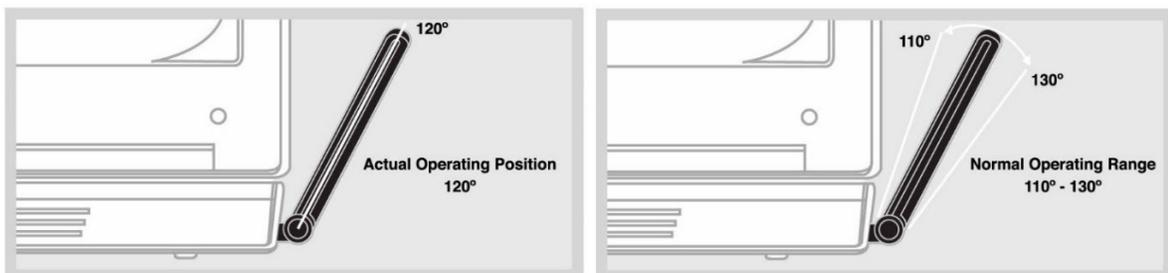 120º
Actual Operating Position
120º
110º
130º
Normal Operating Range
110º - 130º